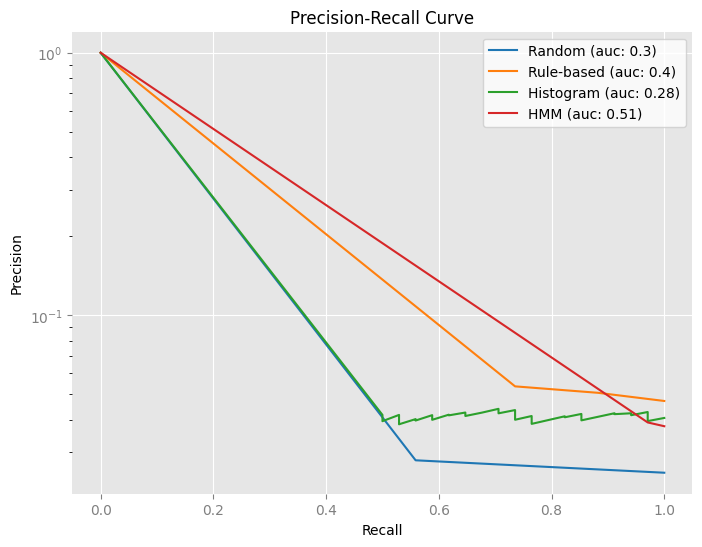 Precision-Recall Curve
Random (auc: 0.3)
Rule-based (auc: 0.4)
Histogram (auc: 0.28)
HMM (auc: 0.51)
10⁰
10⁻¹
Precision
0.0 0.2 0.4 0.6 0.8 1.0
Recall